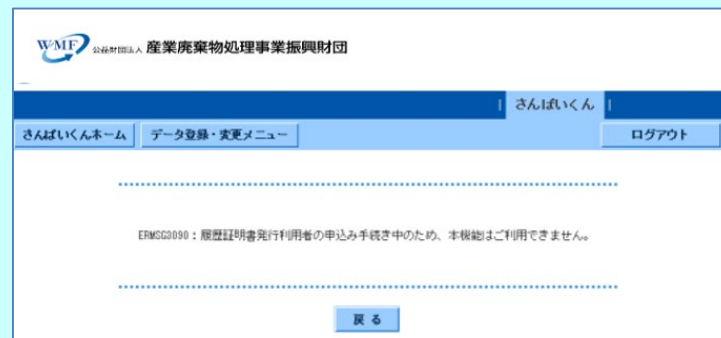 WMF 公益財団法人 産業廃棄物処理事業振興財団
| さんぱいくん |
さんぱいくんホーム データ登録・変更メニュー ログアウト
ERMSG3090：履歴証明書発行利用者の申込み手続き中のため、本機能はご利用できません。
戻る